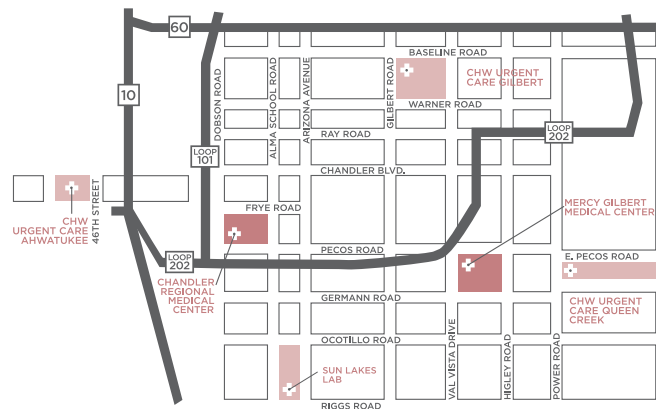 60
BASELINE ROAD
CHW URGENT
CARE GILBERT
10
DOBSON ROAD
ALMA SCHOOL ROAD
ARIZONA AVENUE
GILBERT ROAD
WARNER ROAD
RAY ROAD
LOOP
202
LOOP
101
CHANDLER BLVD.
46TH STREET
CHW
URGENT CARE
AHWATUKEE
FRYE ROAD
MERCY GILBERT
MEDICAL CENTER
PECOS ROAD
E. PECOS ROAD
LOOP
202
CHANDLER
REGIONAL
MEDICAL
CENTER
GERMANN ROAD
CHW URGENT
CARE QUEEN
CREEK
OCOTILLO ROAD
VAL VISTA DRIVE
HIGLEY ROAD
POWER ROAD
SUN LAKES
LAB
RIGGS ROAD